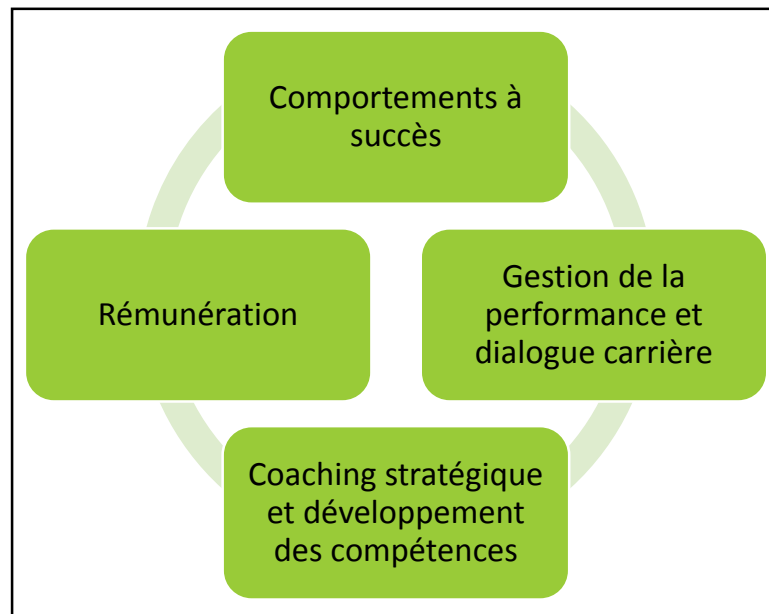 Comportements à
succès
Rémunération
Gestion de la
performance et
dialogue carrière
Coaching stratégique
et développement
des compétences